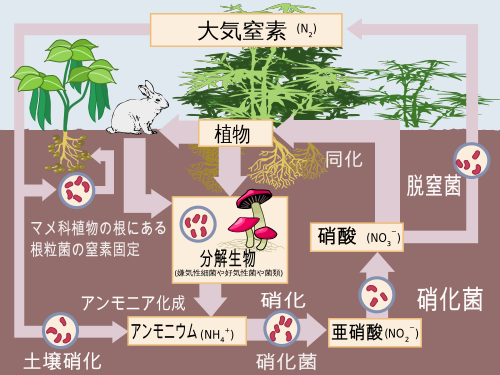 大気窒素 (N₂)
植物
同化
脱窒菌
マメ科植物の根にある
根粒菌の窒素固定
分解生物
(嫌気性細菌や好気性菌や菌類)
硝酸 (NO₃⁻)
アンモニア化成
硝化
硝化菌
アンモニウム (NH₄⁺)
亜硝酸 (NO₂⁻)
土壌硝化
硝化菌